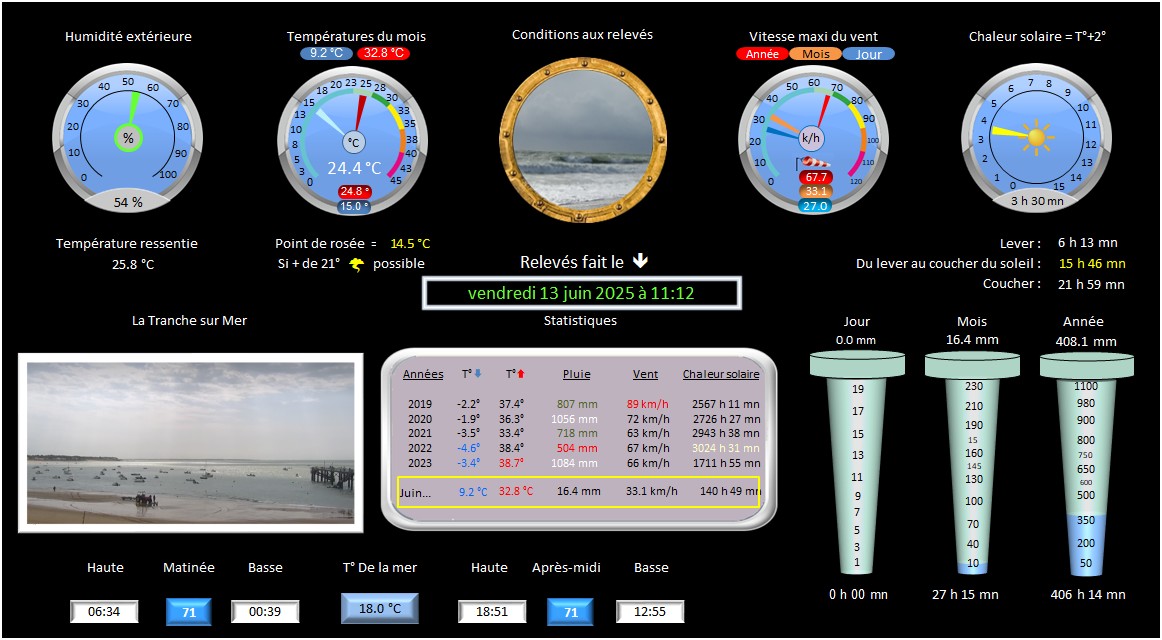 Humidité extérieure
Températures du mois
9.2 °C 32.8 °C
Conditions aux relevés
Vitesse maxi du vent
Année Mois Jour
Chaleur solaire = T°+2°
0 10 20 30 40 50 60 70 80 90 100
%
54 %
0 3 5 8 10 13 15 18 20 23 25 28 30 33 35 38 40 43 45
°C
24.4 °C
24.8 °
15.0 °
0 10 20 30 40 50 60 70 80 90 100 110 120
k/h
67.7
33.1
27.0
0 1 2 3 4 5 6 7 8 9 10 11 12 13 14 15
3 h 30 mn
Température ressentie
25.8 °C
Point de rosée = 14.5 °C
Si + de 21° possible
Relevés fait le
vendredi 13 juin 2025 à 11:12
Lever : 6 h 13 mn
Du lever au coucher du soleil : 15 h 46 mn
Coucher : 21 h 59 mn
La Tranche sur Mer
Statistiques
Années T° T° Pluie Vent Chaleur solaire
2019 -2.2° 37.4° 807 mm 89 km/h 2567 h 11 mn
2020 -1.9° 36.3° 1056 mm 72 km/h 2726 h 27 mn
2021 -3.5° 33.4° 718 mm 63 km/h 2943 h 38 mn
2022 -4.6° 38.4° 504 mm 67 km/h 3024 h 31 mn
2023 -3.4° 38.7° 1084 mm 66 km/h 1711 h 55 mn
Juin... 9.2 °C 32.8 °C 16.4 mm 33.1 km/h 140 h 49 mn
Jour
0.0 mm
19
17
15
13
11
9
7
5
3
1
0 h 00 mn
Mois
16.4 mm
230
210
190
15
160
145
130
100
70
40
10
27 h 15 mn
Année
408.1 mm
1100
980
900
800
750
650
600
500
350
200
50
406 h 14 mn
Haute Matinée Basse T° De la mer Haute Après-midi Basse
06:34 71 00:39 18.0 °C 18:51 71 12:55